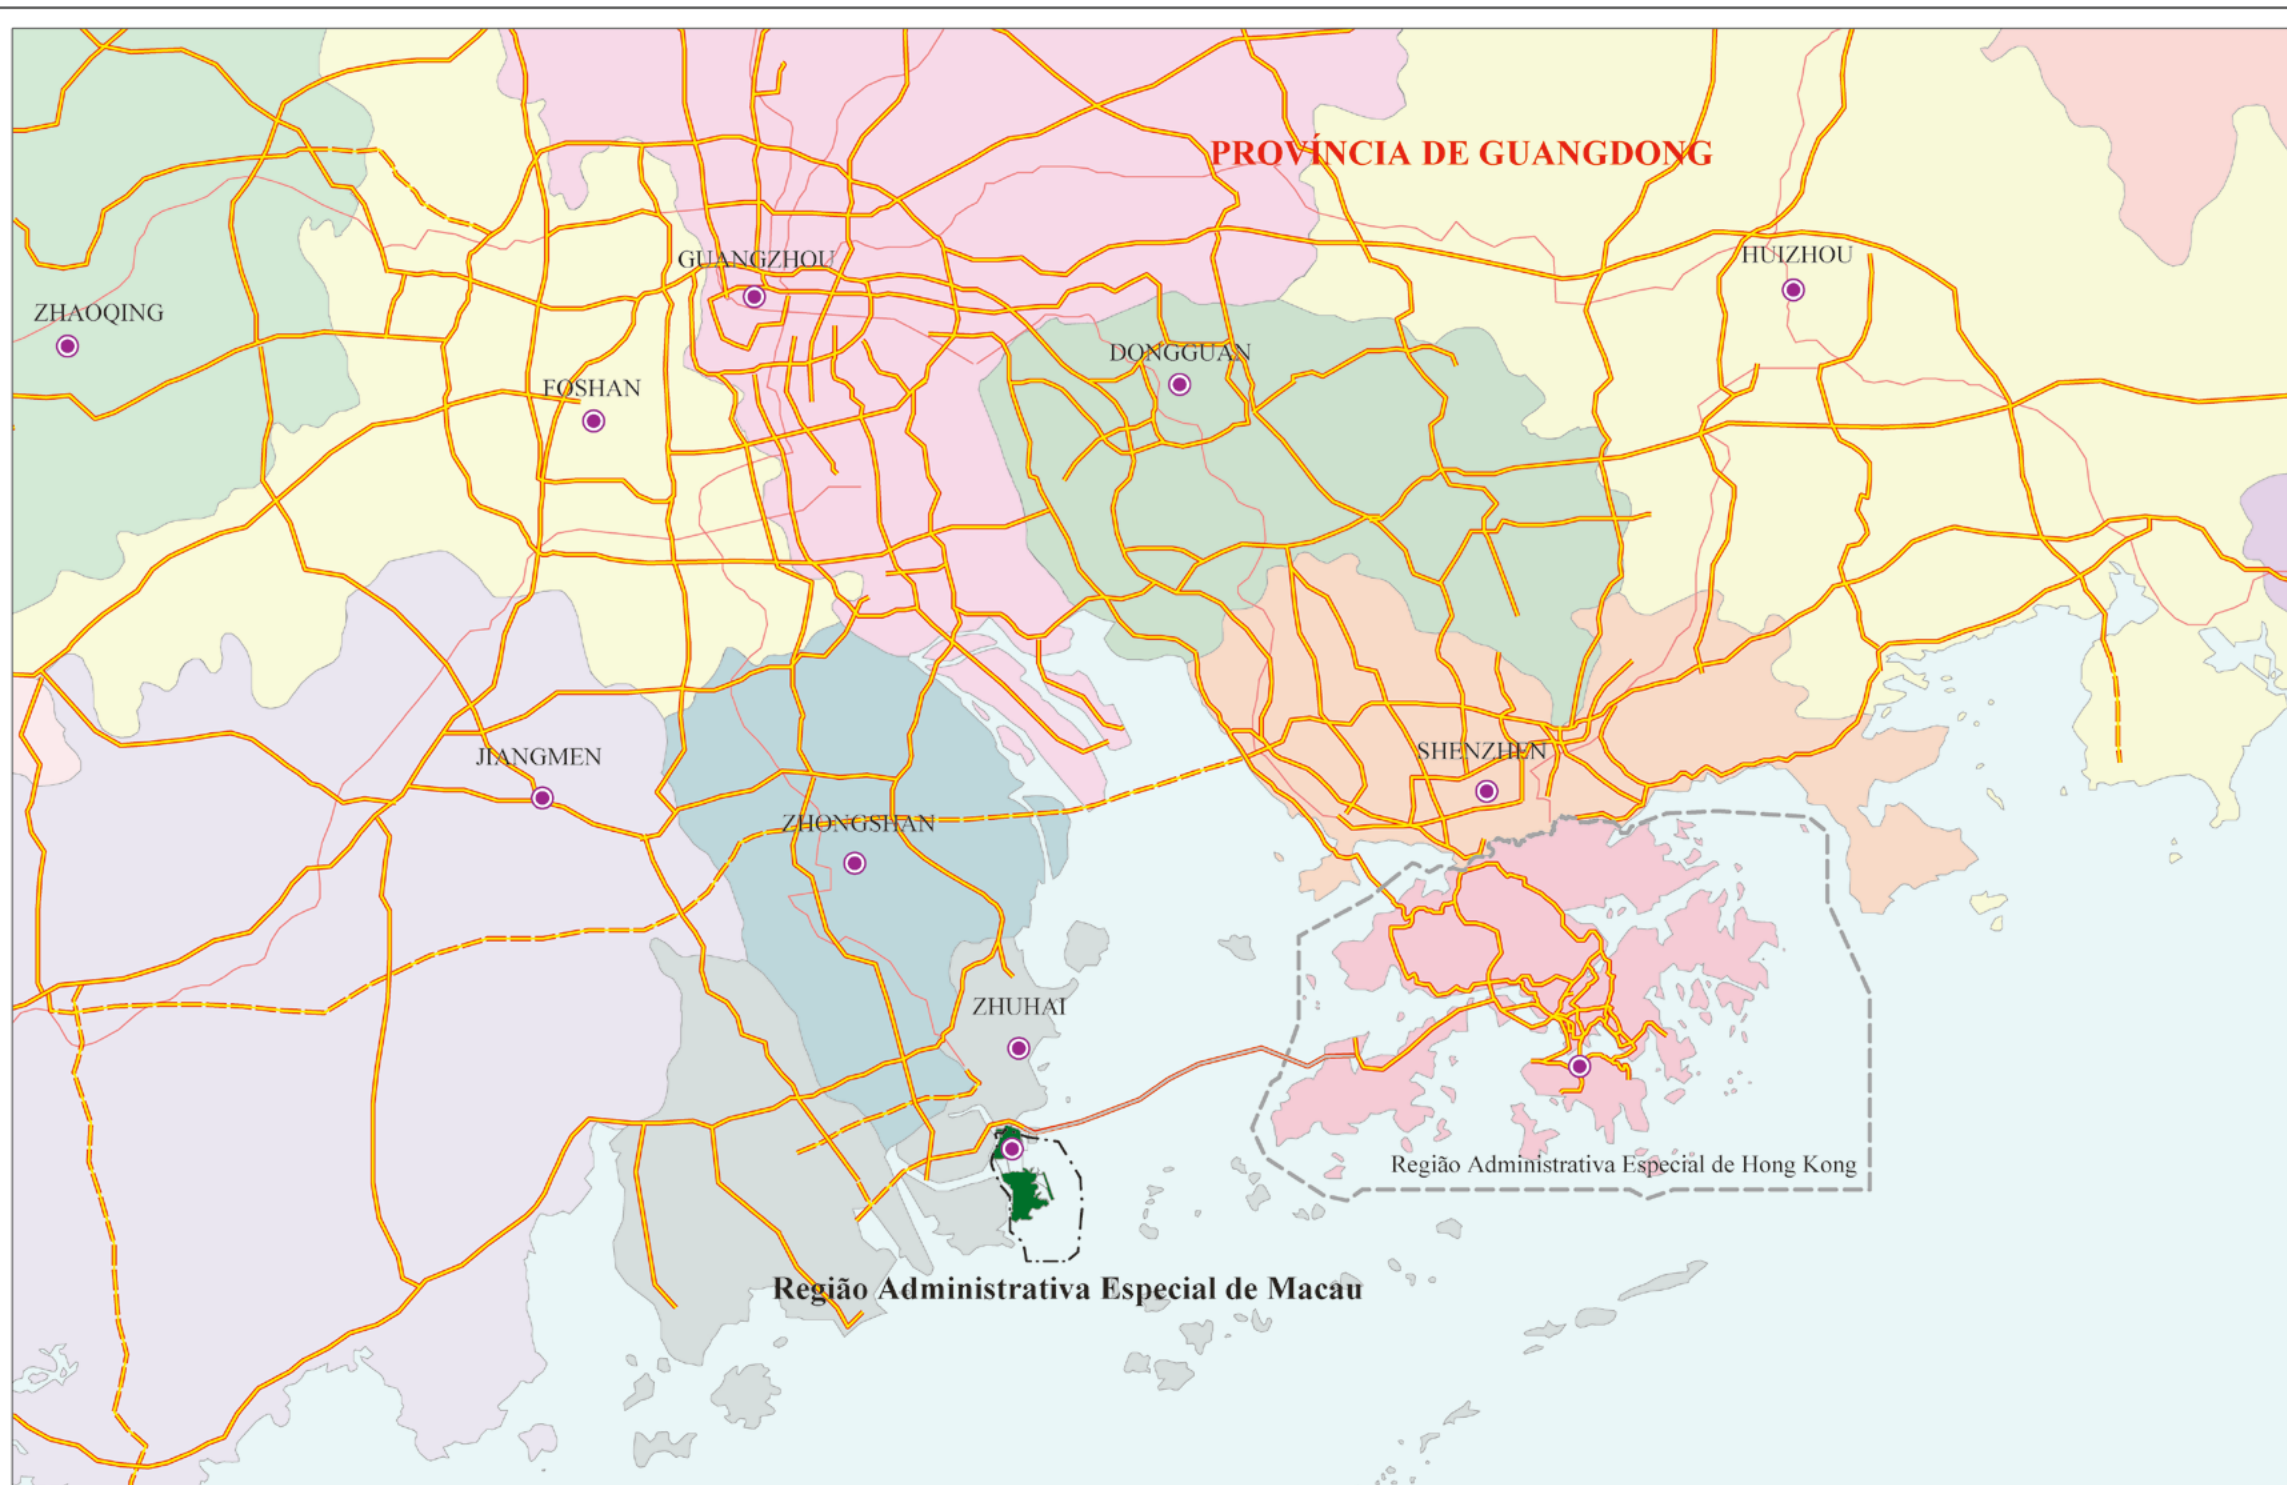 PROVÍNCIA DE GUANGDONG
GUANGZHOU
HUIZHOU
ZHAOQING
DONGGUAN
FOSHAN
SHENZHEN
JIANGMEN
ZHONGSHAN
ZHUHAI
Região Administrativa Especial de Hong Kong
Região Administrativa Especial de Macau